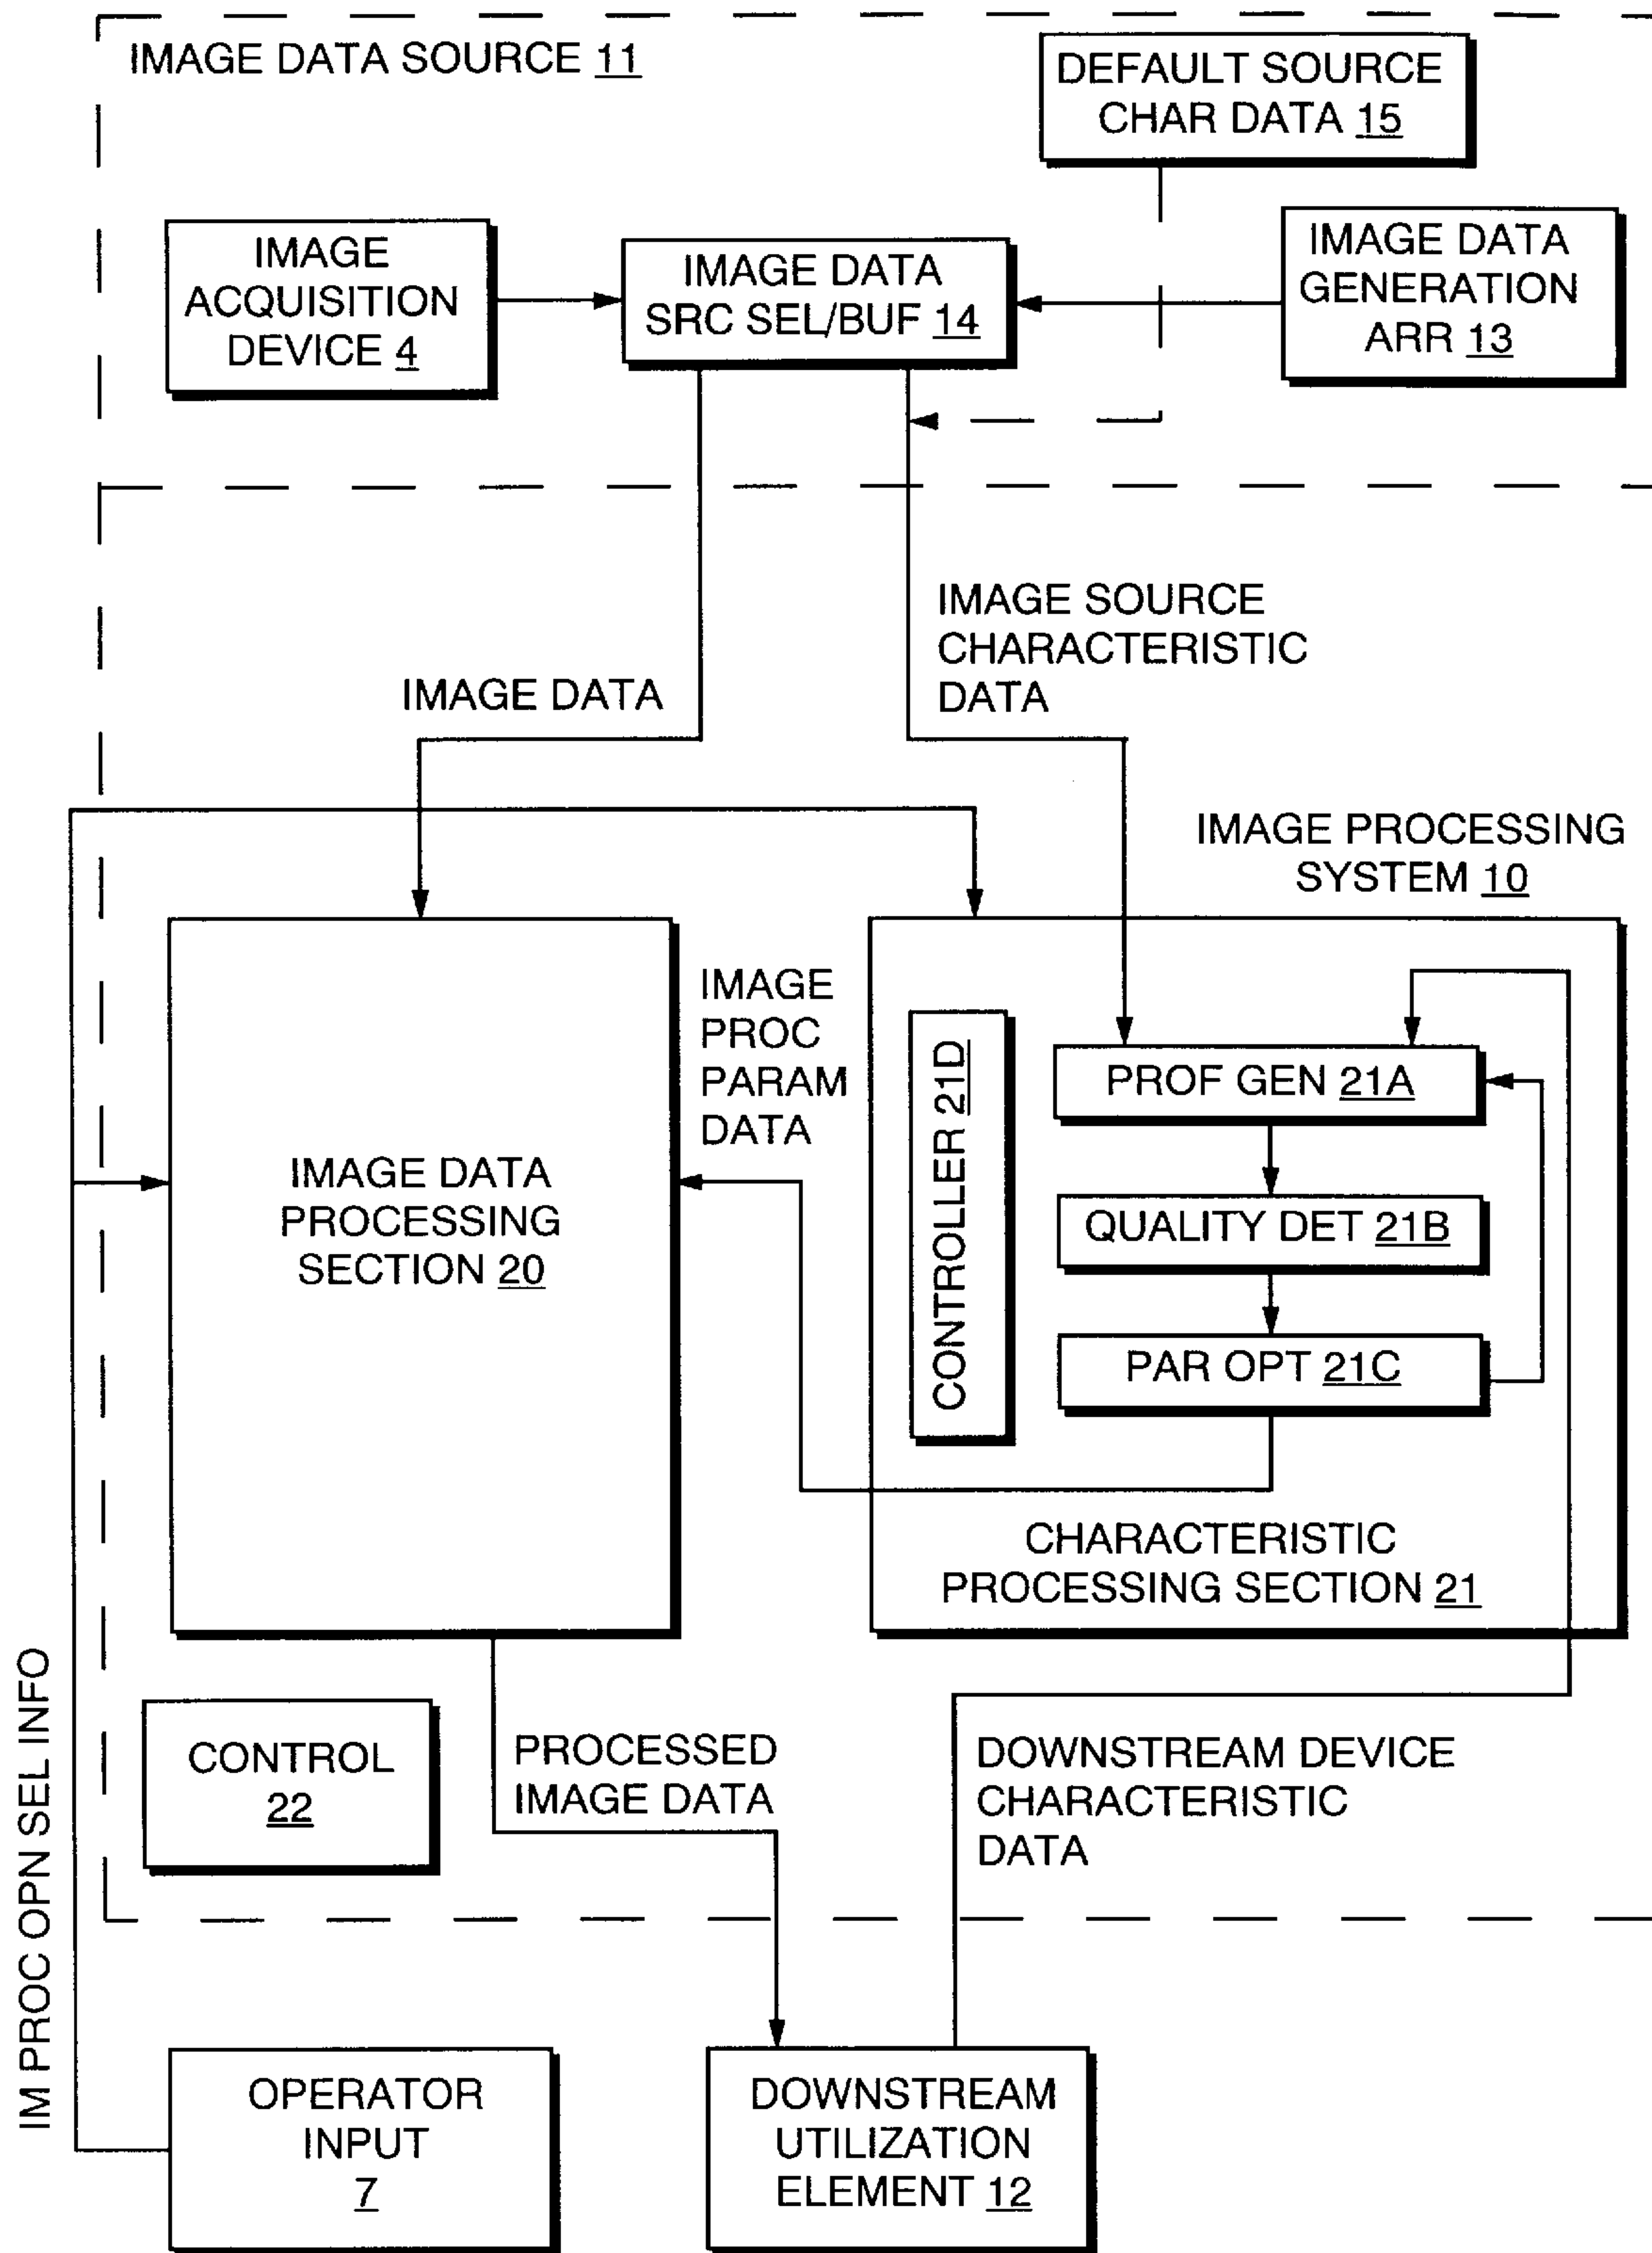 IMAGE DATA SOURCE 11
DEFAULT SOURCE
CHAR DATA 15
IMAGE
ACQUISITION
DEVICE 4
IMAGE DATA
SRC SEL/BUF 14
IMAGE DATA
GENERATION
ARR 13
IMAGE SOURCE
CHARACTERISTIC
DATA
IMAGE DATA
IMAGE PROCESSING
SYSTEM 10
IMAGE
PROC
PARAM
DATA
IMAGE DATA
PROCESSING
SECTION 20
CONTROLLER 21D
PROF GEN 21A
QUALITY DET 21B
PAR OPT 21C
CHARACTERISTIC
PROCESSING SECTION 21
IM PROC OPN SEL INFO
CONTROL
22
PROCESSED
IMAGE DATA
DOWNSTREAM DEVICE
CHARACTERISTIC
DATA
OPERATOR
INPUT
7
DOWNSTREAM
UTILIZATION
ELEMENT 12